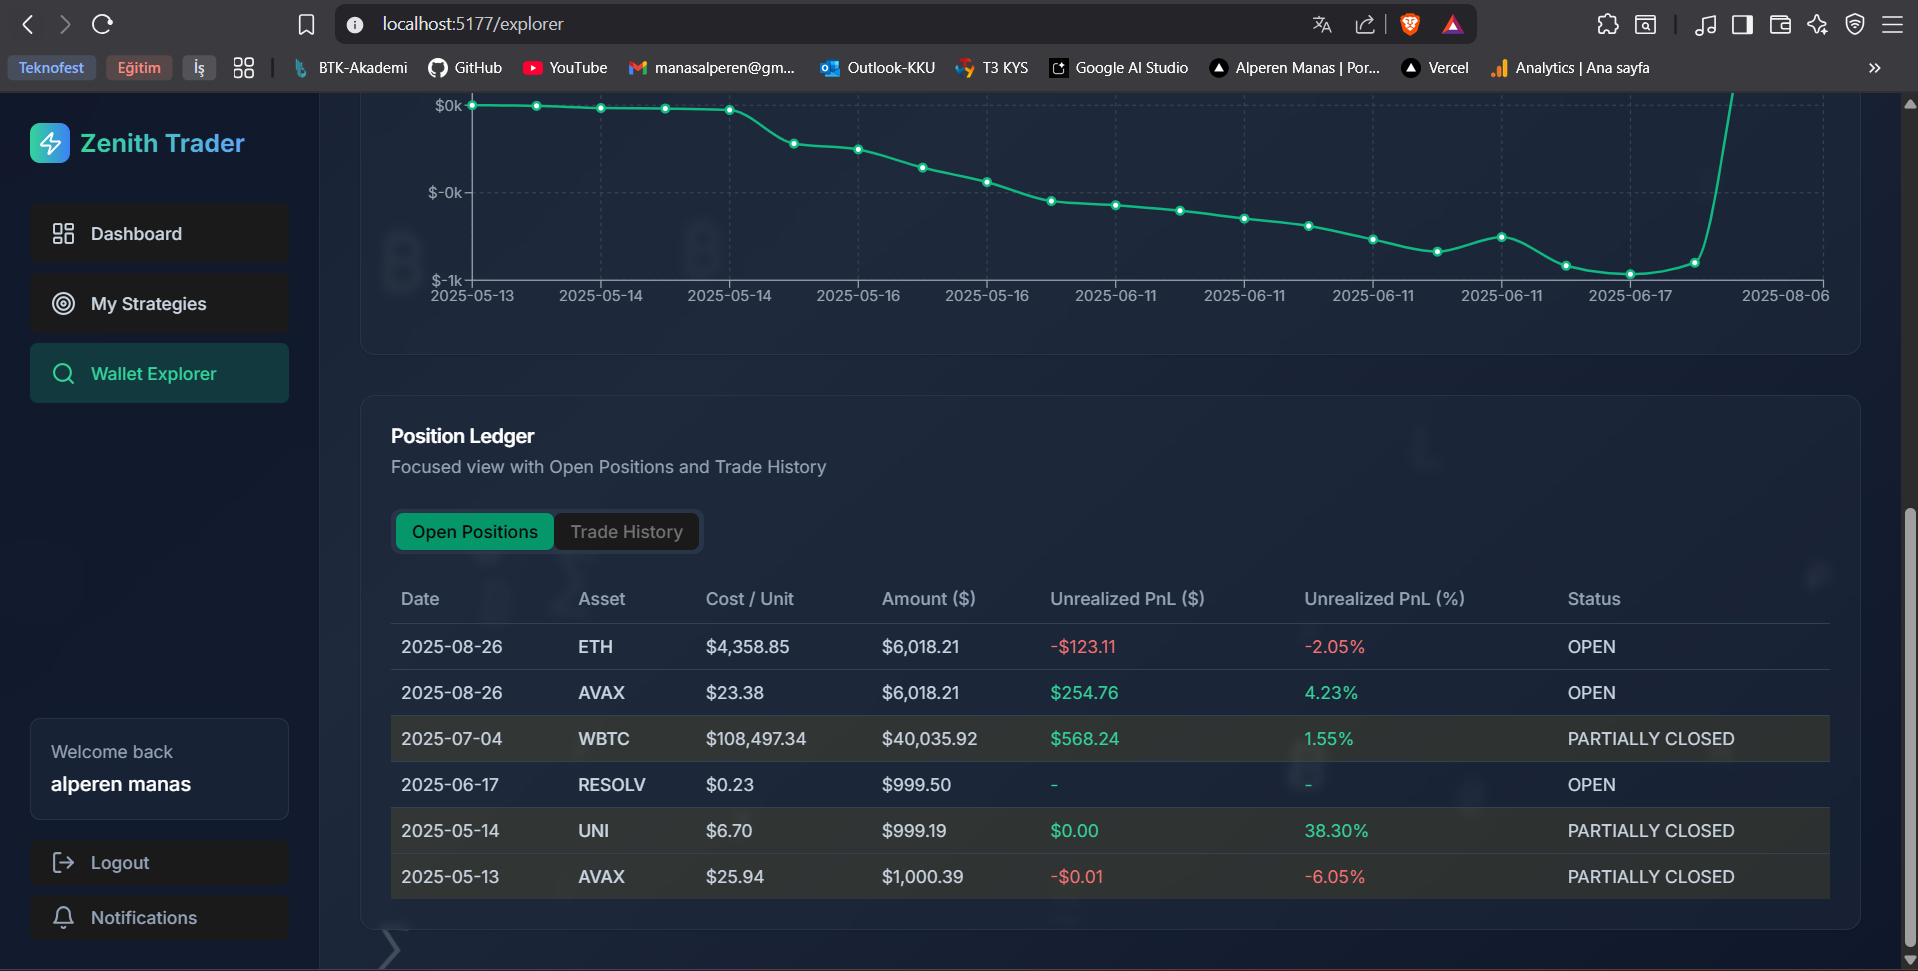 localhost:5177/explorer
Teknofest Eğitim İş BTK-Akademi GitHub YouTube manasalperen@gm... Outlook-KKU T3 KYS Google AI Studio Alperen Manas | Por... Vercel Analytics | Ana sayfa »
Zenith Trader
Dashboard
My Strategies
Wallet Explorer
Welcome back
alperen manas
Logout
Notifications
$0k
$-0k
$-1k
2025-05-13 2025-05-14 2025-05-14 2025-05-16 2025-05-16 2025-06-11 2025-06-11 2025-06-11 2025-06-11 2025-06-17 2025-08-06
Position Ledger
Focused view with Open Positions and Trade History
Open Positions Trade History
Date Asset Cost / Unit Amount ($) Unrealized PnL ($) Unrealized PnL (%) Status
2025-08-26 ETH $4,358.85 $6,018.21 -$123.11 -2.05% OPEN
2025-08-26 AVAX $23.38 $6,018.21 $254.76 4.23% OPEN
2025-07-04 WBTC $108,497.34 $40,035.92 $568.24 1.55% PARTIALLY CLOSED
2025-06-17 RESOLV $0.23 $999.50 - - OPEN
2025-05-14 UNI $6.70 $999.19 $0.00 38.30% PARTIALLY CLOSED
2025-05-13 AVAX $25.94 $1,000.39 -$0.01 -6.05% PARTIALLY CLOSED